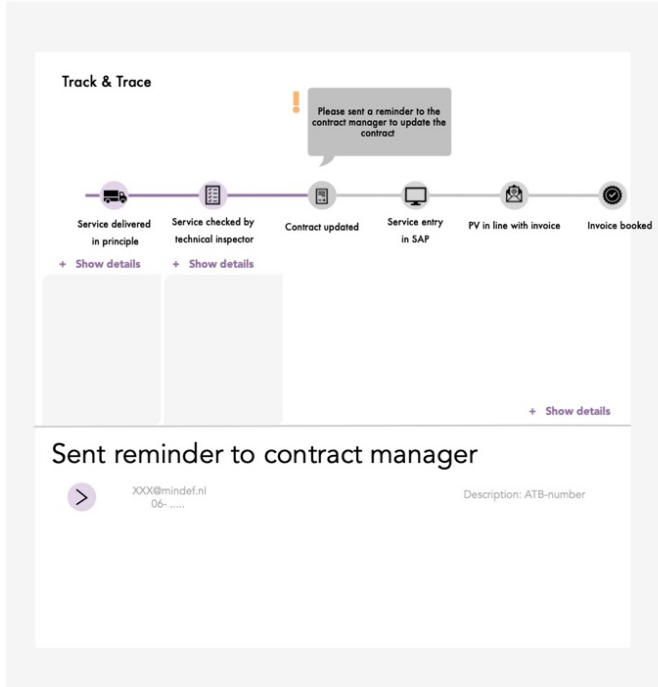 Track & Trace
!
Please sent a reminder to the
contract manager to update the
contract
Service delivered
in principle
Service checked by
technical inspector
Contract updated
Service entry
in SAP
PV in line with invoice
Invoice booked
+ Show details
+ Show details
+ Show details
Sent reminder to contract manager
XXX@mindef.nl
06- .....
Description: ATB-number